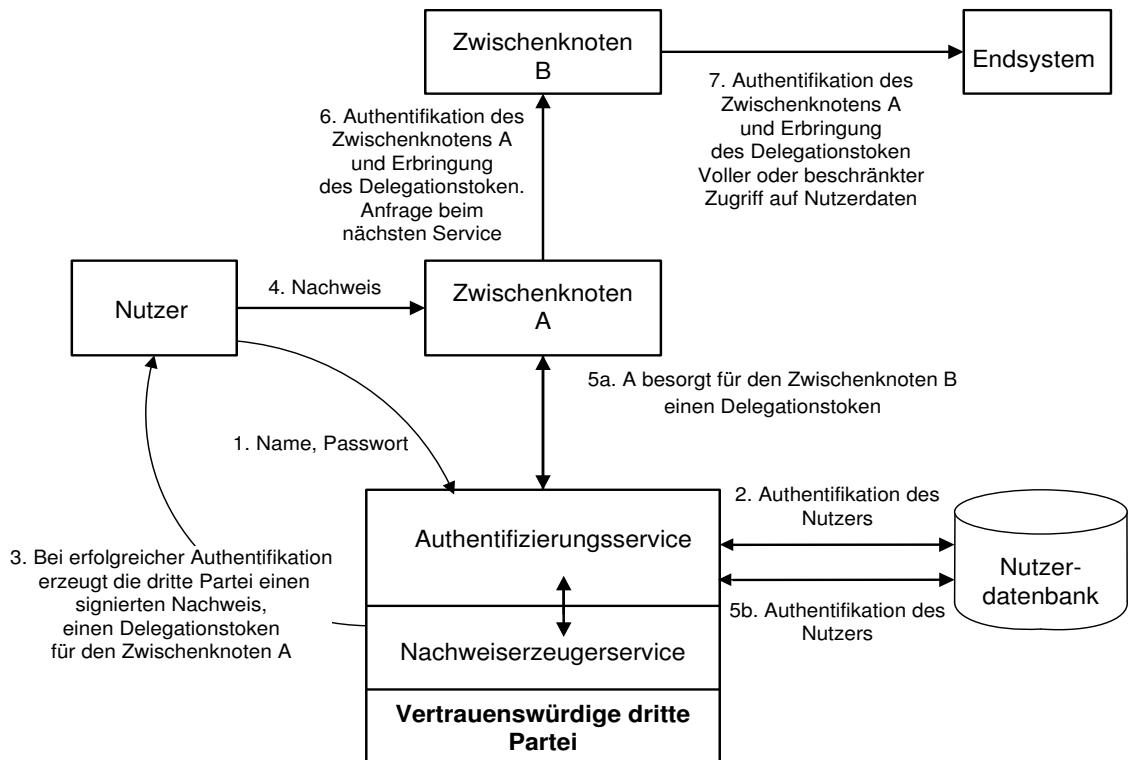 Zwischenknoten
B
Endsystem
7. Authentifikation des
Zwischenknotens A
und Erbringung
des Delegationstoken
Voller oder beschränkter
Zugriff auf Nutzerdaten
6. Authentifikation des
Zwischenknotens A
und Erbringung
des Delegationstoken.
Anfrage beim
nächsten Service
Nutzer
4. Nachweis
Zwischenknoten
A
5a. A besorgt für den Zwischenknoten B
einen Delegationstoken
1. Name, Passwort
2. Authentifikation des
Nutzers
Authentifizierungsservice
3. Bei erfolgreicher Authentifikation
erzeugt die dritte Partei einen
signierten Nachweis,
einen Delegationstoken
für den Zwischenknoten A
Nutzer-
datenbank
5b. Authentifikation des
Nutzers
Nachweiserzeugerservice
Vertrauenswürdige dritte
Partei